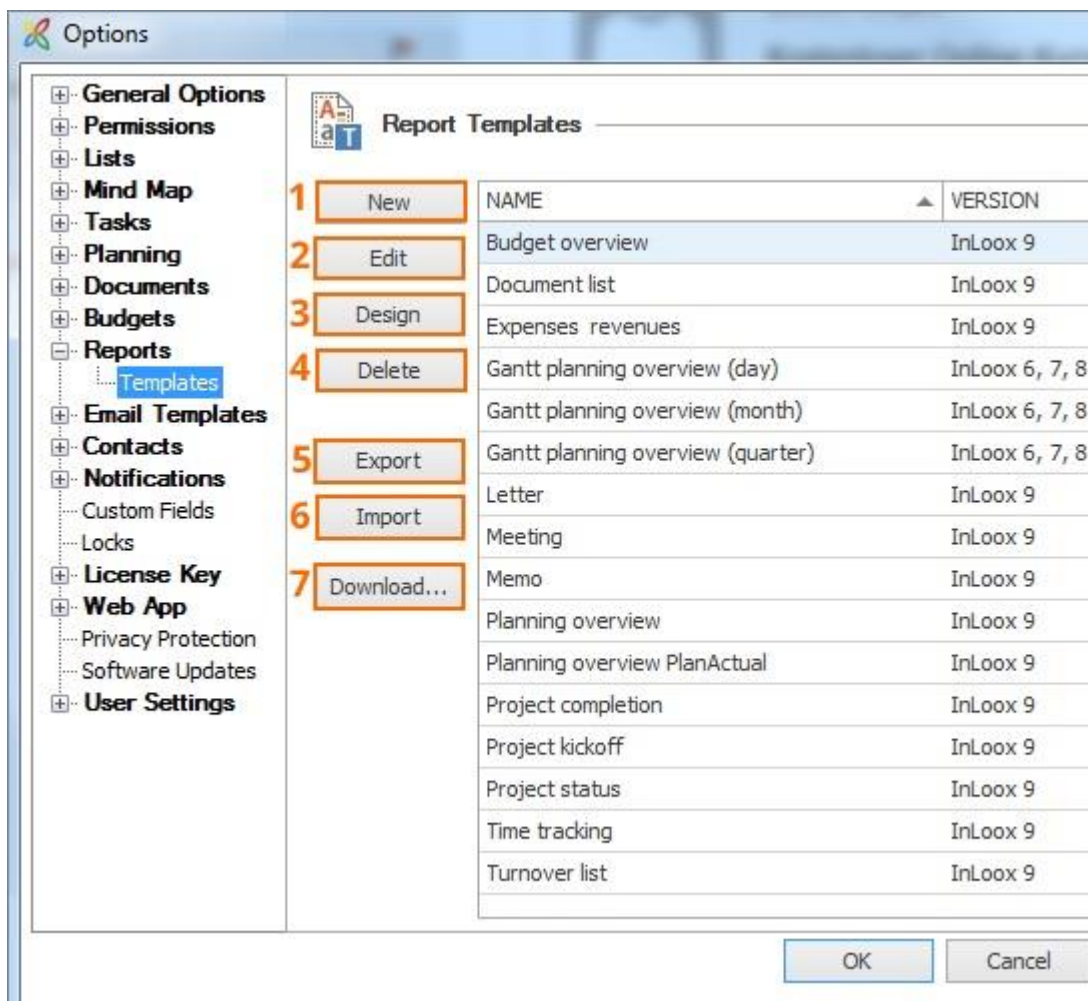 Options
General Options
Permissions
Lists
Mind Map
Tasks
Planning
Documents
Budgets
Reports
Templates
Email Templates
Contacts
Notifications
Custom Fields
Locks
License Key
Web App
Privacy Protection
Software Updates
User Settings
Report Templates
1 New
2 Edit
3 Design
4 Delete
5 Export
6 Import
7 Download...
NAME VERSION
Budget overview InLoox 9
Document list InLoox 9
Expenses revenues InLoox 9
Gantt planning overview (day) InLoox 6, 7, 8
Gantt planning overview (month) InLoox 6, 7, 8
Gantt planning overview (quarter) InLoox 6, 7, 8
Letter InLoox 9
Meeting InLoox 9
Memo InLoox 9
Planning overview InLoox 9
Planning overview PlanActual InLoox 9
Project completion InLoox 9
Project kickoff InLoox 9
Project status InLoox 9
Time tracking InLoox 9
Turnover list InLoox 9
OK Cancel